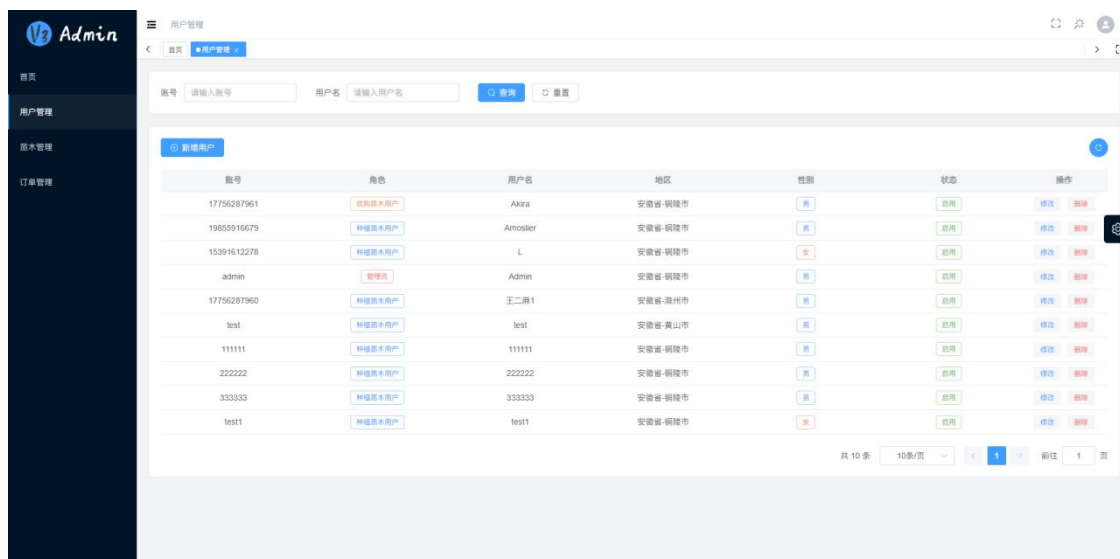 V3 Admin
用户管理
首页
用户管理 ×
首页
用户管理
苗木管理
订单管理
账号 请输入账号 用户名 请输入用户名 查询 重置
新增用户
账号 角色 用户名 地区 性别 状态 操作
17756287961 收购苗木用户 Akira 安徽省-铜陵市 男 启用 修改 删除
19855916679 种植苗木用户 Amoslier 安徽省-铜陵市 男 启用 修改 删除
15391612278 种植苗木用户 L 安徽省-铜陵市 女 启用 修改 删除
admin 管理员 Admin 安徽省-铜陵市 男 启用 修改 删除
17756287960 种植苗木用户 王二麻1 安徽省-滁州市 男 启用 修改 删除
test 种植苗木用户 test 安徽省-黄山市 男 启用 修改 删除
111111 种植苗木用户 111111 安徽省-铜陵市 男 启用 修改 删除
222222 种植苗木用户 222222 安徽省-铜陵市 男 启用 修改 删除
333333 种植苗木用户 333333 安徽省-铜陵市 男 启用 修改 删除
test1 种植苗木用户 test1 安徽省-铜陵市 女 启用 修改 删除
共 10 条 10条/页 1 前往 1 页